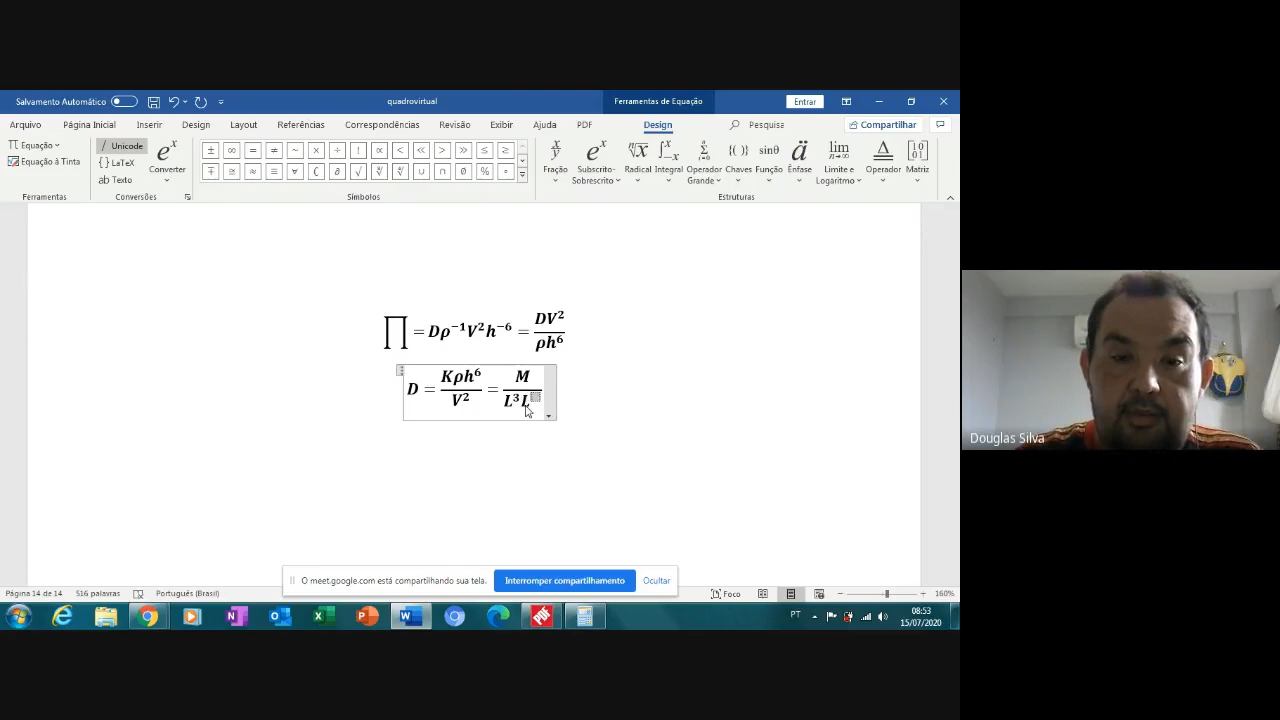 Salvamento Automático
quadrovirtual
Ferramentas de Equação
Entrar
Arquivo Página Inicial Inserir Design Layout Referências Correspondências Revisão Exibir Ajuda PDF Design Pesquisa Compartilhar
Equação
Equação à Tinta
Unicode
LaTeX
ab Texto
Converter
Fração
Subscrito-Sobrescrito
Radical
Integral
Operador Grande
Chaves
Função
Ênfase
Limite e Logaritmo
Operador
Matriz
Ferramentas Conversões Símbolos Estruturas
∏ = Dρ⁻¹V²h⁻⁶ = DV²/ρh⁶
D = Kρh⁶/V² = M/L³L
Douglas Silva
O meet.google.com está compartilhando sua tela. Interromper compartilhamento Ocultar
Página 14 de 14 516 palavras Português (Brasil) Foco 160%
PT 08:53
15/07/2020